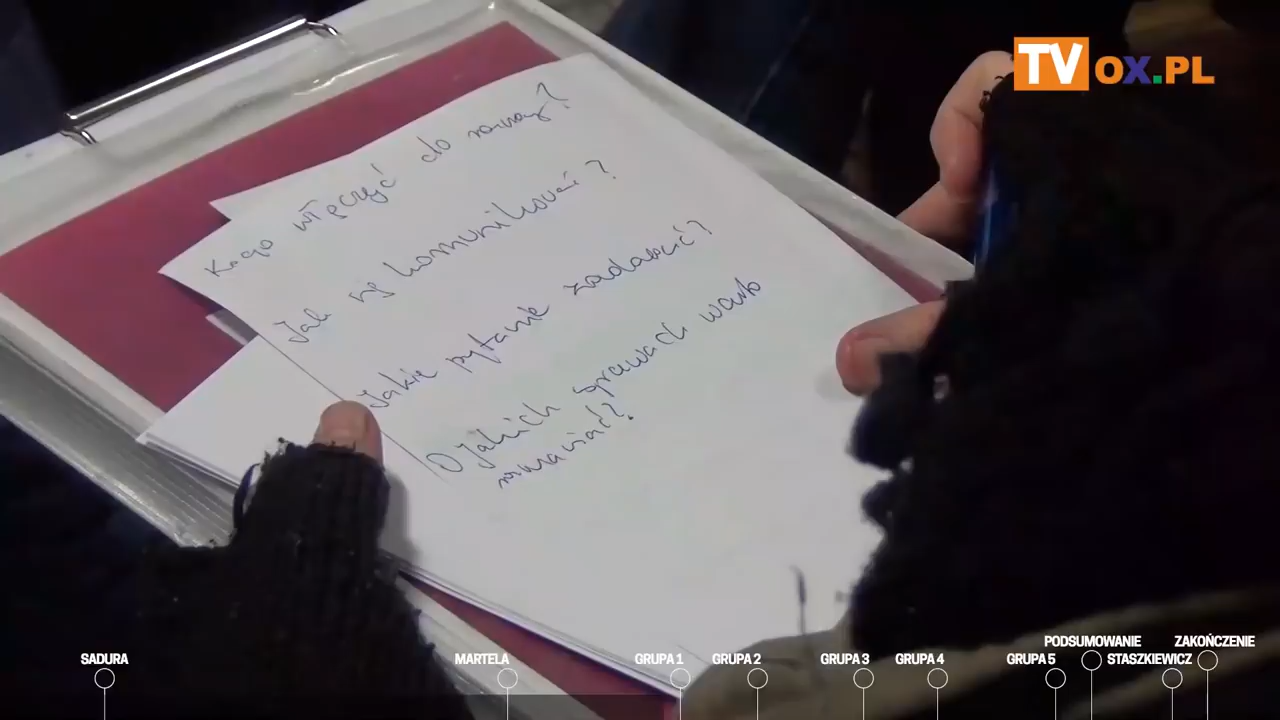 TVOX.PL
Kogo włączyć do rozmowy?
Jak się komunikować?
Jakie pytanie zadawać?
O jakich sprawach warto
rozmawiać?
PODSUMOWANIE ZAKOŃCZENIE
SADURA MARTELA GRUPA 1 GRUPA 2 GRUPA 3 GRUPA 4 GRUPA 5 STASZKIEWICZ